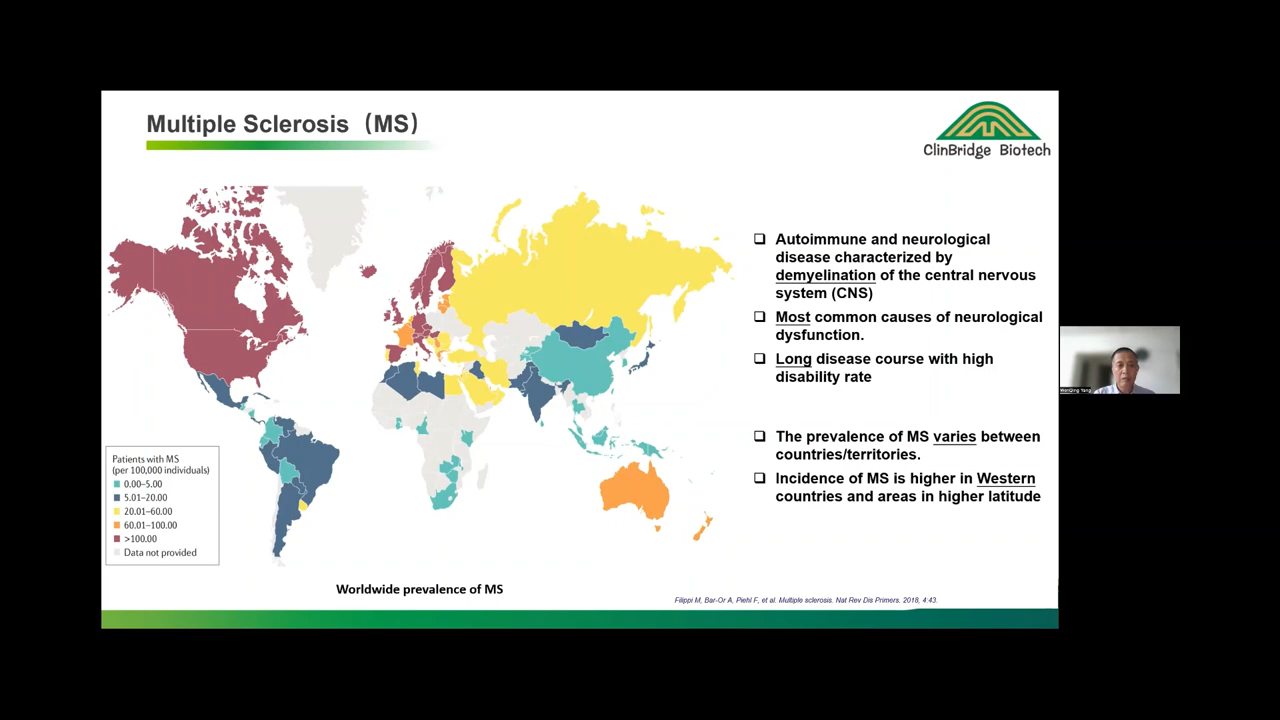 Multiple Sclerosis（MS）
ClinBridge Biotech
Autoimmune and neurological
disease characterized by
demyelination of the central nervous
system (CNS)
Most common causes of neurological
dysfunction.
Long disease course with high
disability rate
The prevalence of MS varies between
countries/territories.
Incidence of MS is higher in Western
countries and areas in higher latitude
Patients with MS
(per 100,000 individuals)
0.00–5.00
5.01–20.00
20.01–60.00
60.01–100.00
>100.00
Data not provided
Worldwide prevalence of MS
Filippi M, Bar-Or A, Piehl F, et al. Multiple sclerosis. Nat Rev Dis Primers. 2018, 4:43.
WenQing Yang